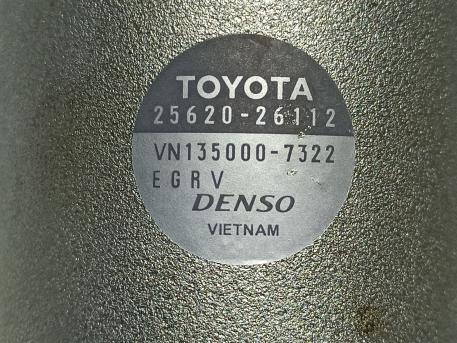 TOYOTA
25620-26112
VN135000-7322
EGRV
DENSO
VIETNAM